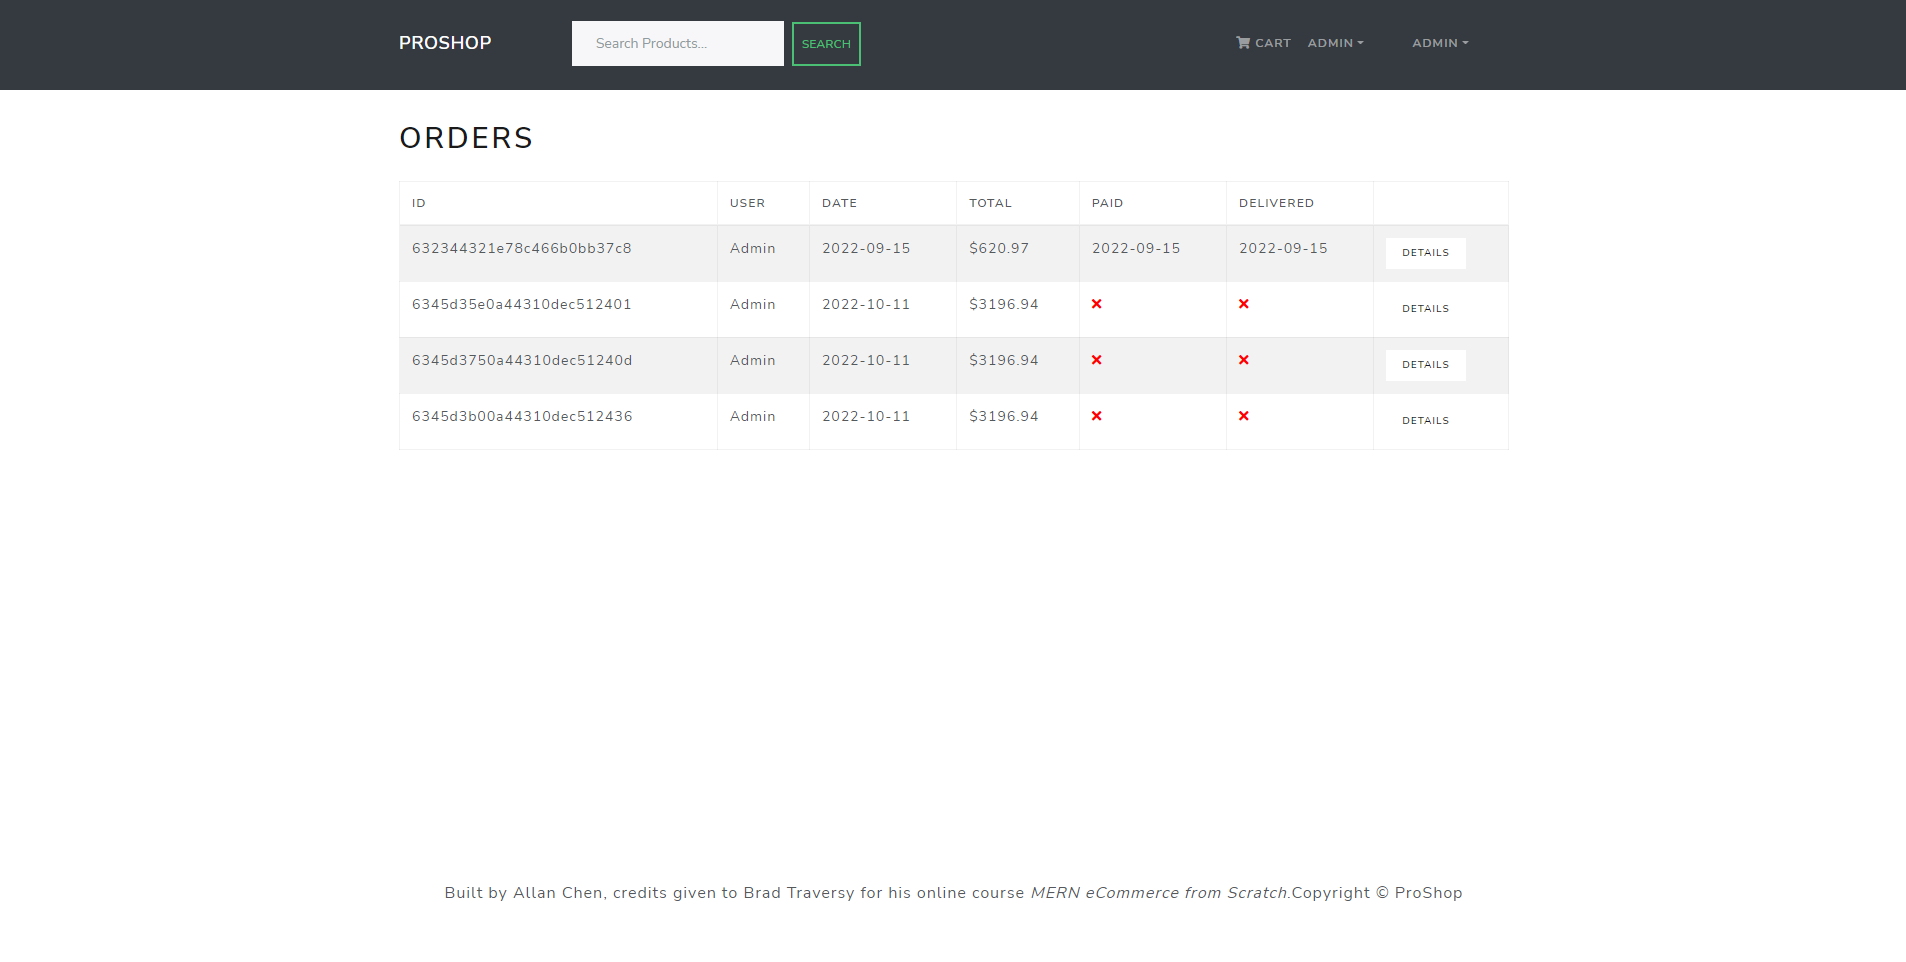 PROSHOP Search Products... SEARCH CART ADMIN ADMIN
ORDERS
ID USER DATE TOTAL PAID DELIVERED
632344321e78c466b0bb37c8 Admin 2022-09-15 $620.97 2022-09-15 2022-09-15 DETAILS
6345d35e0a44310dec512401 Admin 2022-10-11 $3196.94 DETAILS
6345d3750a44310dec51240d Admin 2022-10-11 $3196.94 DETAILS
6345d3b00a44310dec512436 Admin 2022-10-11 $3196.94 DETAILS
Built by Allan Chen, credits given to Brad Traversy for his online course MERN eCommerce from Scratch.Copyright © ProShop